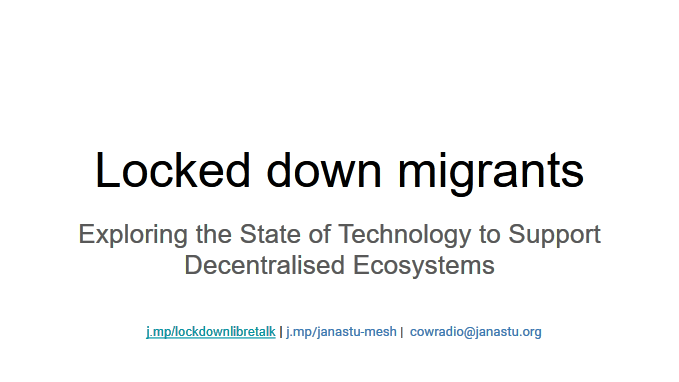 Locked down migrants
Exploring the State of Technology to Support
Decentralised Ecosystems
j.mp/lockdownlibretalk | j.mp/janastu-mesh | cowradio@janastu.org